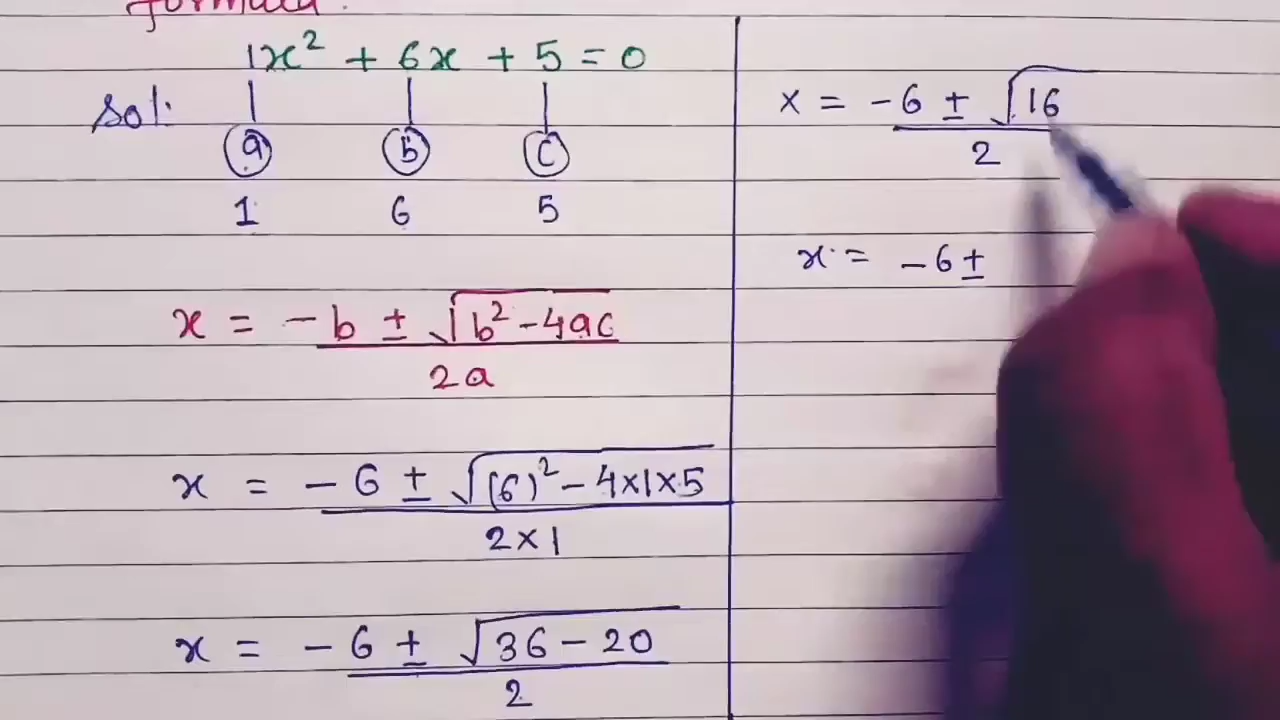 formula.
1x² + 6x + 5 = 0
Sol:
a b c
1 6 5
x = -b ± √b² - 4ac
2a
x = -6 ± √(6)² - 4×1×5
2×1
x = -6 ± √36 - 20
2
x = -6 ± √16
2
x = -6 ±